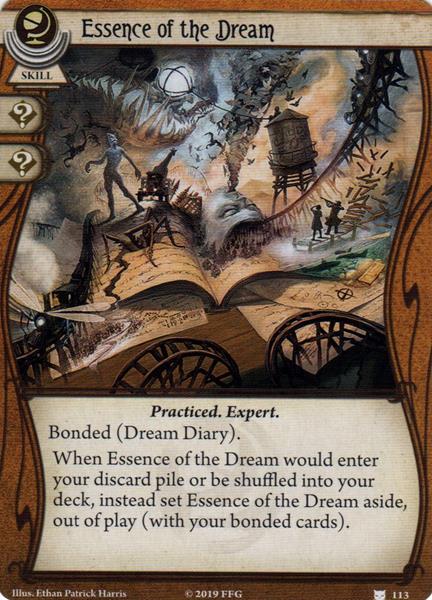 Essence of the Dream
SKILL
?
?
Practiced. Expert.
Bonded (Dream Diary).
When Essence of the Dream would enter
your discard pile or be shuffled into your
deck, instead set Essence of the Dream aside,
out of play (with your bonded cards).
Illus. Ethan Patrick Harris
© 2019 FFG
113